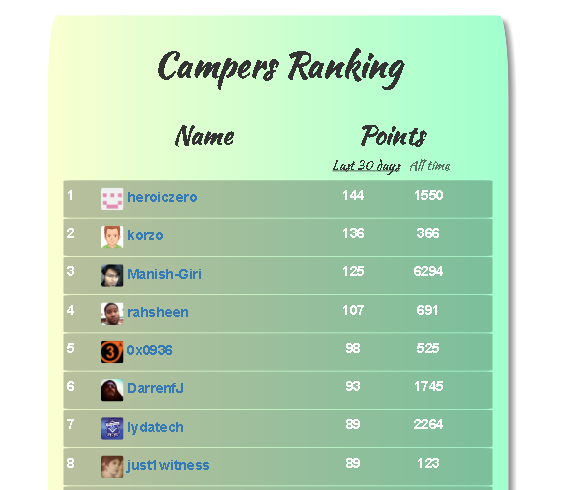 Campers Ranking
Name Points
Last 30 days All time
1 heroiczero 144 1550
2 korzo 136 366
3 Manish-Giri 125 6294
4 rahsheen 107 691
5 0x0936 98 525
6 DarrenfJ 93 1745
7 lydatech 89 2264
8 just1witness 89 123